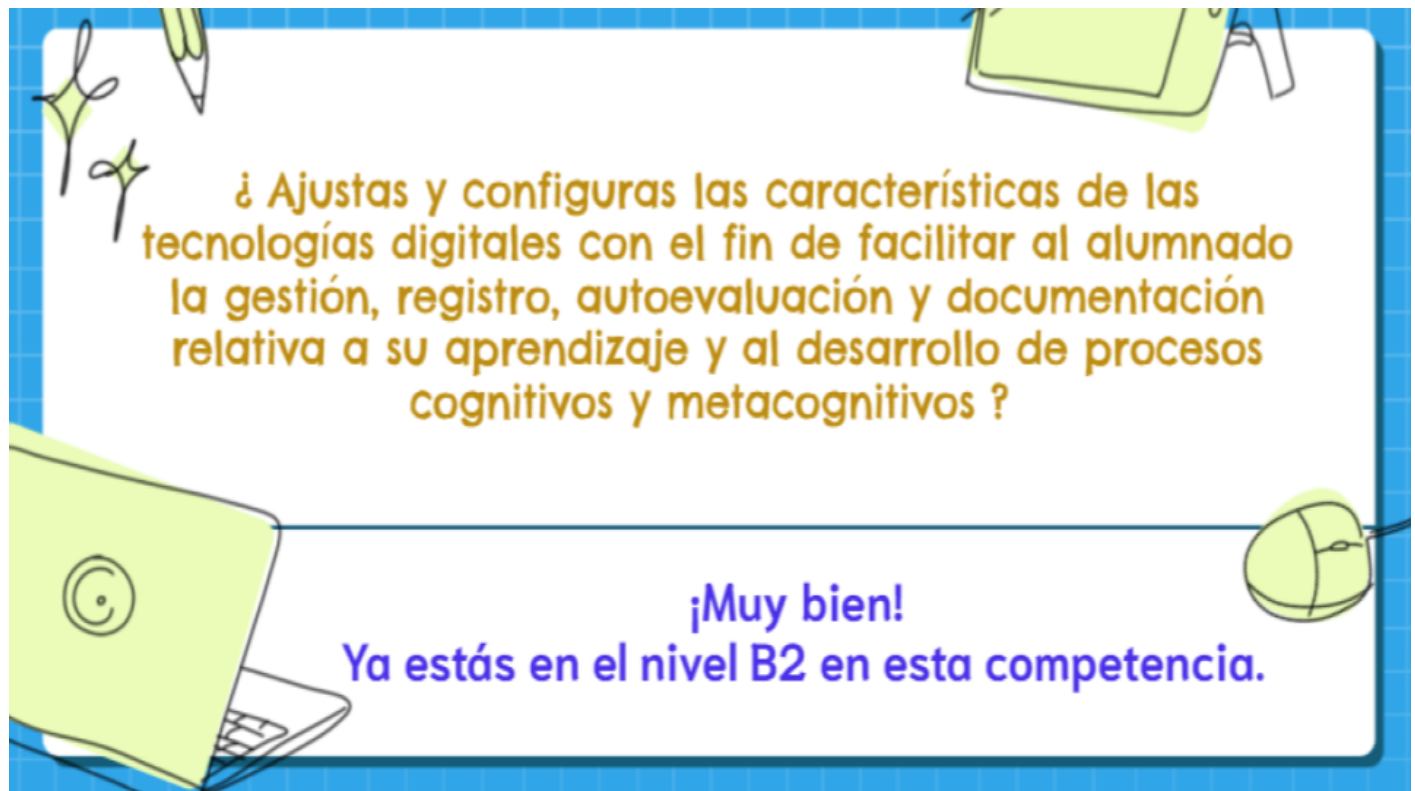 ¿ Ajustas y configuras las características de las
tecnologías digitales con el fin de facilitar al alumnado
la gestión, registro, autoevaluación y documentación
relativa a su aprendizaje y al desarrollo de procesos
cognitivos y metacognitivos ?
¡Muy bien!
Ya estás en el nivel B2 en esta competencia.